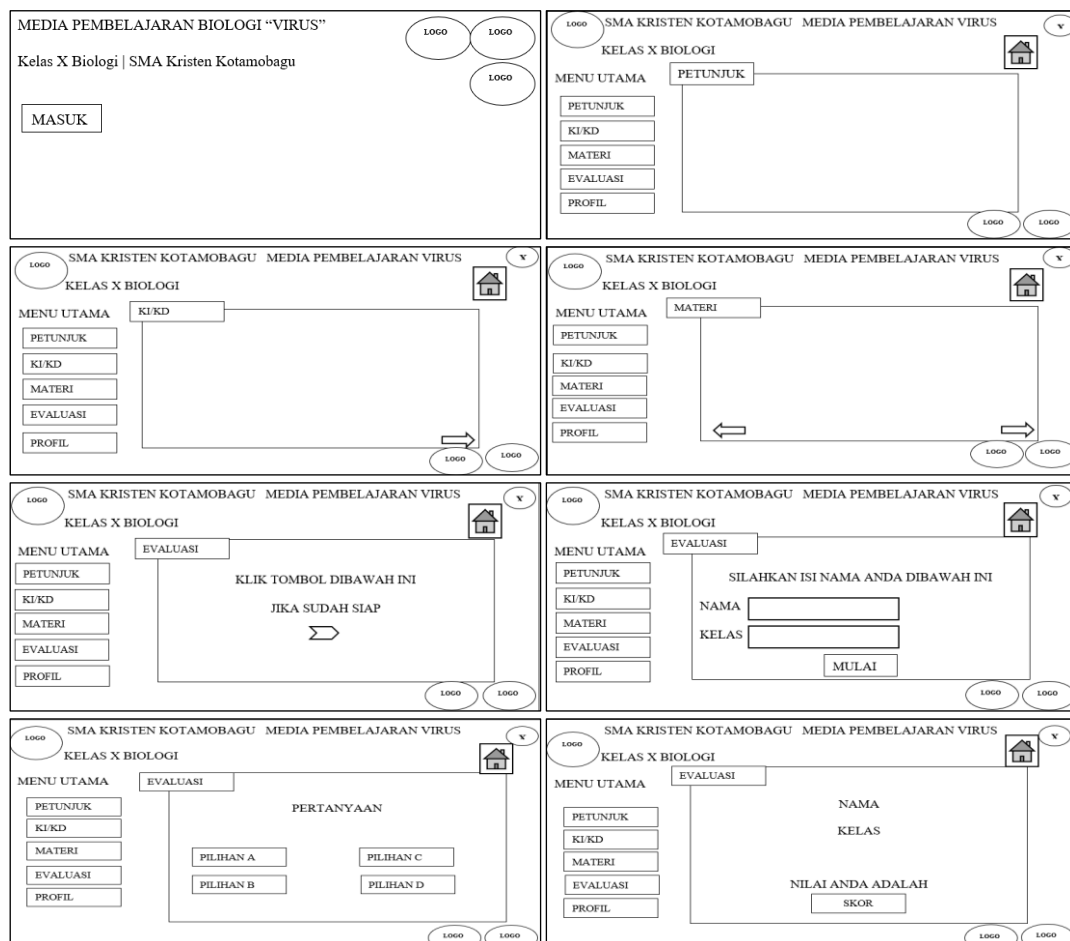 MEDIA PEMBELAJARAN BIOLOGI “VIRUS”
LOGO
LOGO
Kelas X Biologi | SMA Kristen Kotamobagu
LOGO
MASUK
LOGO
SMA KRISTEN KOTAMOBAGU MEDIA PEMBELAJARAN VIRUS
X
KELAS X BIOLOGI
MENU UTAMA
PETUNJUK
PETUNJUK
KI/KD
MATERI
EVALUASI
PROFIL
LOGO
LOGO
LOGO
SMA KRISTEN KOTAMOBAGU MEDIA PEMBELAJARAN VIRUS
X
KELAS X BIOLOGI
MENU UTAMA
KI/KD
PETUNJUK
KI/KD
MATERI
EVALUASI
PROFIL
LOGO
LOGO
LOGO
SMA KRISTEN KOTAMOBAGU MEDIA PEMBELAJARAN VIRUS
X
KELAS X BIOLOGI
MENU UTAMA
MATERI
PETUNJUK
KI/KD
MATERI
EVALUASI
PROFIL
LOGO
LOGO
LOGO
SMA KRISTEN KOTAMOBAGU MEDIA PEMBELAJARAN VIRUS
X
KELAS X BIOLOGI
MENU UTAMA
EVALUASI
PETUNJUK
KI/KD
MATERI
EVALUASI
PROFIL
KLIK TOMBOL DIBAWAH INI
JIKA SUDAH SIAP
LOGO
LOGO
LOGO
SMA KRISTEN KOTAMOBAGU MEDIA PEMBELAJARAN VIRUS
X
KELAS X BIOLOGI
MENU UTAMA
EVALUASI
PETUNJUK
KI/KD
MATERI
EVALUASI
PROFIL
SILAHKAN ISI NAMA ANDA DIBAWAH INI
NAMA
KELAS
MULAI
LOGO
LOGO
LOGO
SMA KRISTEN KOTAMOBAGU MEDIA PEMBELAJARAN VIRUS
X
KELAS X BIOLOGI
MENU UTAMA
EVALUASI
PETUNJUK
KI/KD
MATERI
EVALUASI
PROFIL
PERTANYAAN
PILIHAN A
PILIHAN C
PILIHAN B
PILIHAN D
LOGO
LOGO
LOGO
SMA KRISTEN KOTAMOBAGU MEDIA PEMBELAJARAN VIRUS
X
KELAS X BIOLOGI
MENU UTAMA
EVALUASI
PETUNJUK
KI/KD
MATERI
EVALUASI
PROFIL
NAMA
KELAS
NILAI ANDA ADALAH
SKOR
LOGO
LOGO